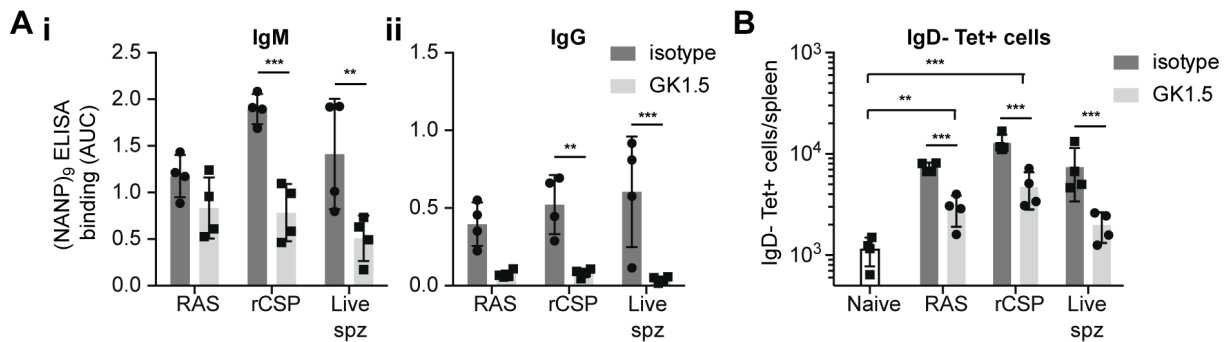 A i
IgM
(NANP)9 ELISA
binding (AUC)
2.5
2.0
1.5
1.0
0.5
0.0
***
**
RAS
rCSP
Live
spz
ii
IgG
isotype
GK1.5
1.5
1.0
0.5
0.0
**
***
RAS
rCSP
Live
spz
B
IgD- Tet+ cells
isotype
GK1.5
IgD- Tet+ cells/spleen
10³
10⁴
10³
***
**
***
***
***
Naive
RAS
rCSP
Live
spz